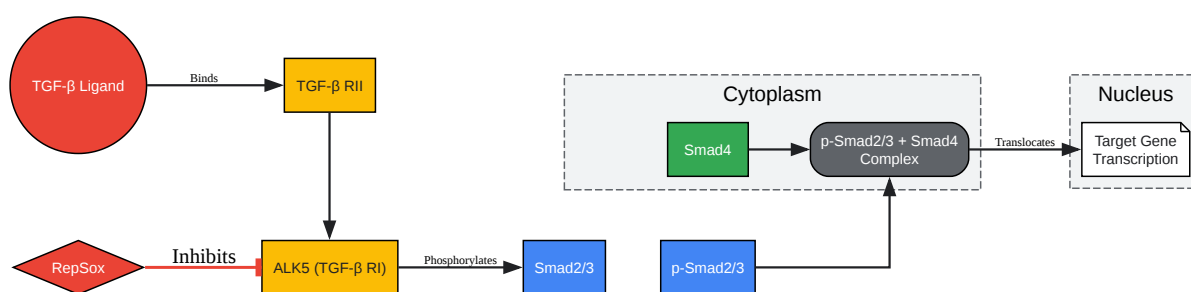 TGF-β Ligand
Binds
TGF-β RII
Cytoplasm
Nucleus
Smad4
p-Smad2/3 + Smad4
Complex
Translocates
Target Gene
Transcription
RepSox
Inhibits
ALK5 (TGF-β RI)
Phosphorylates
Smad2/3
p-Smad2/3